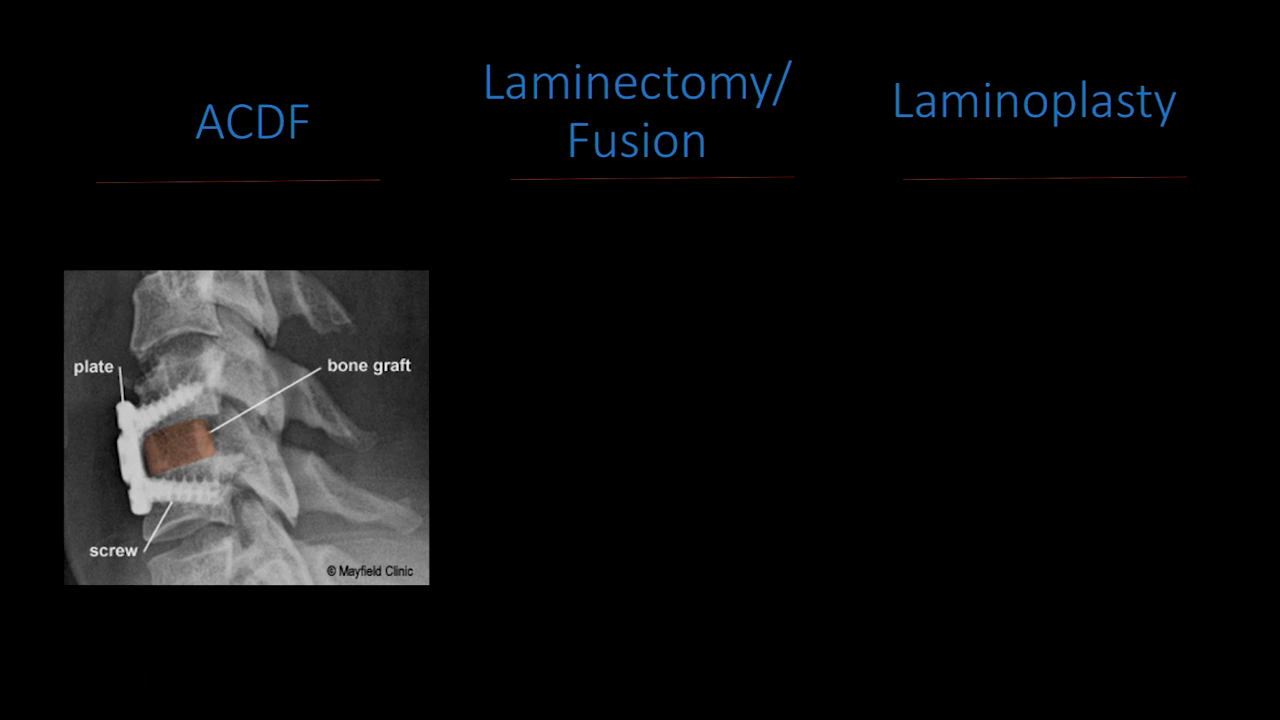 ACDF
Laminectomy/
Fusion
Laminoplasty
plate
bone graft
screw
© Mayfield Clinic